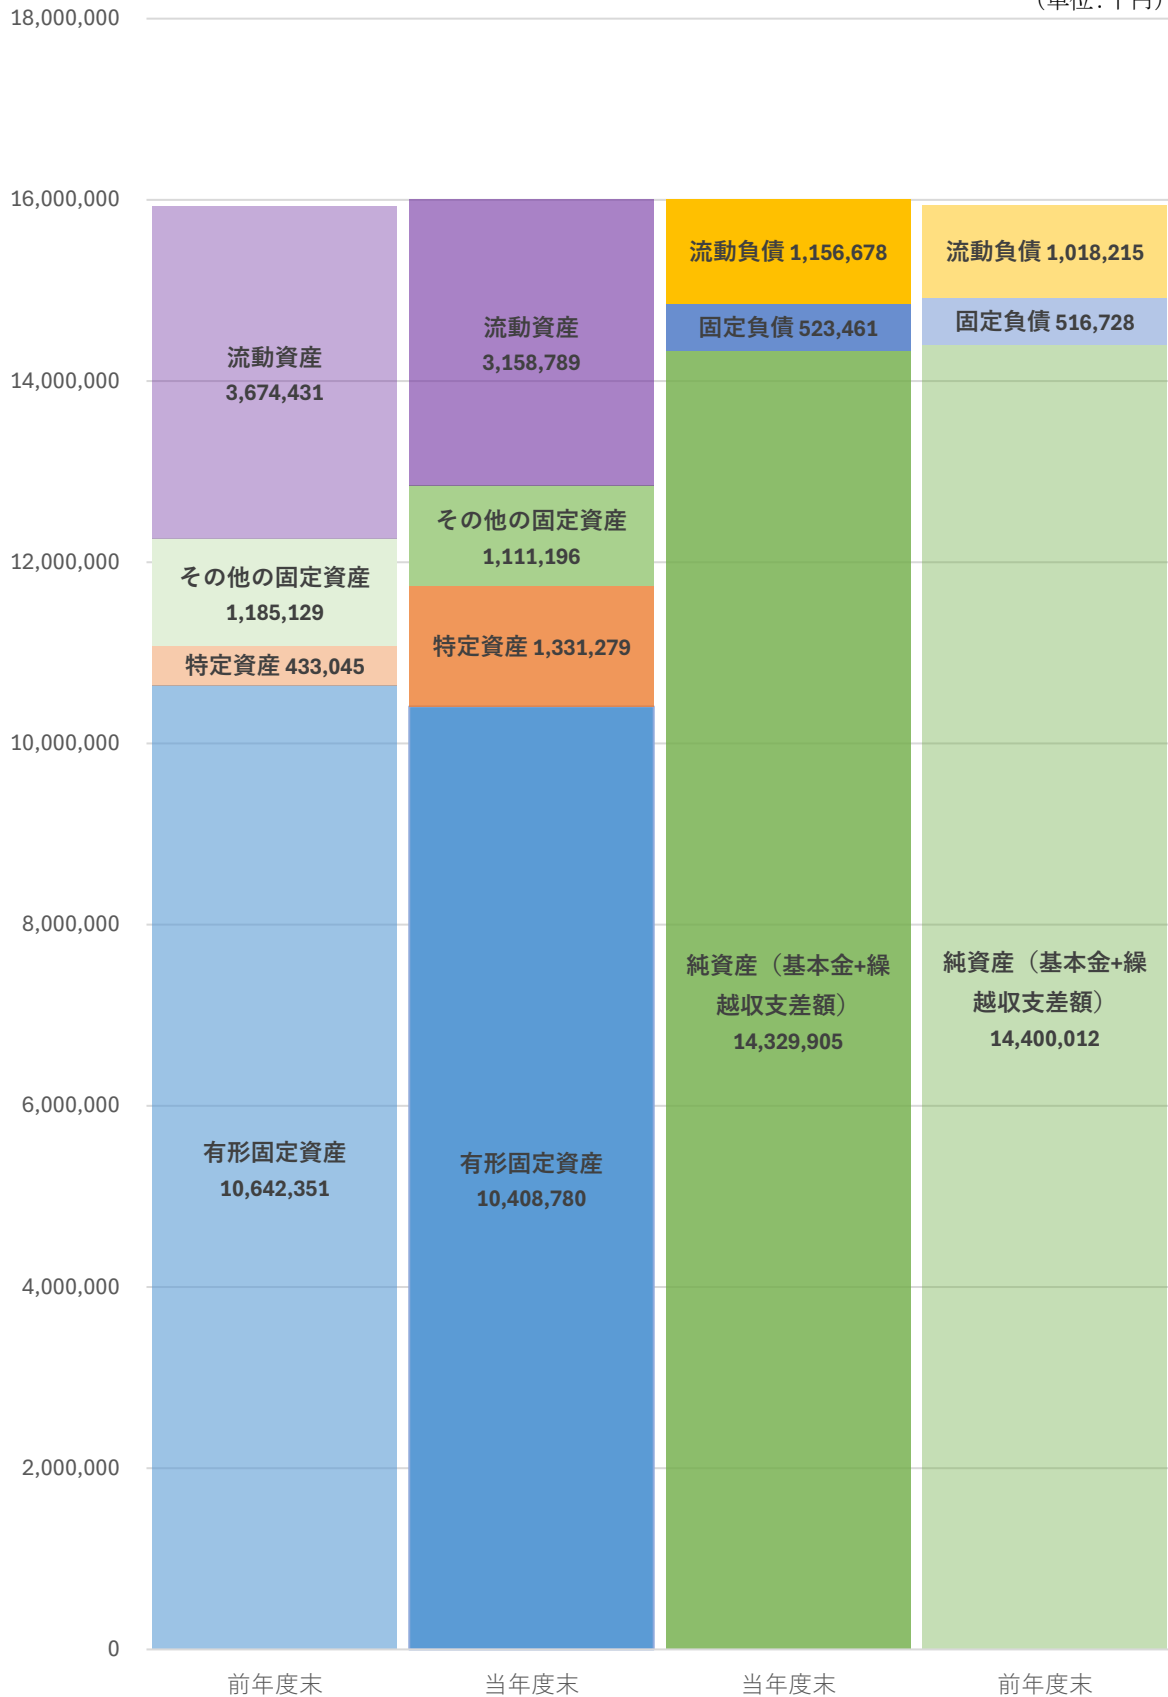 (単位:千円)
18,000,000
16,000,000
14,000,000
12,000,000
10,000,000
8,000,000
6,000,000
4,000,000
2,000,000
0
流動資産
3,674,431
その他の固定資産
1,185,129
特定資産 433,045
有形固定資産
10,642,351
流動資産
3,158,789
その他の固定資産
1,111,196
特定資産 1,331,279
有形固定資産
10,408,780
流動負債 1,156,678
固定負債 523,461
純資産（基本金+繰
越収支差額）
14,329,905
流動負債 1,018,215
固定負債 516,728
純資産（基本金+繰
越収支差額）
14,400,012
前年度末
当年度末
当年度末
前年度末